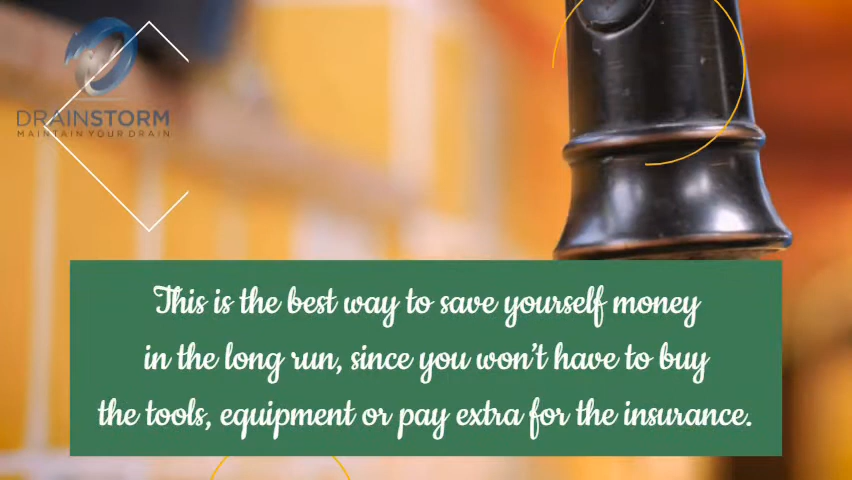 DRAINSTORM
MAINTAIN YOUR DRAIN
This is the best way to save yourself money
in the long run, since you won't have to buy
the tools, equipment or pay extra for the insurance.